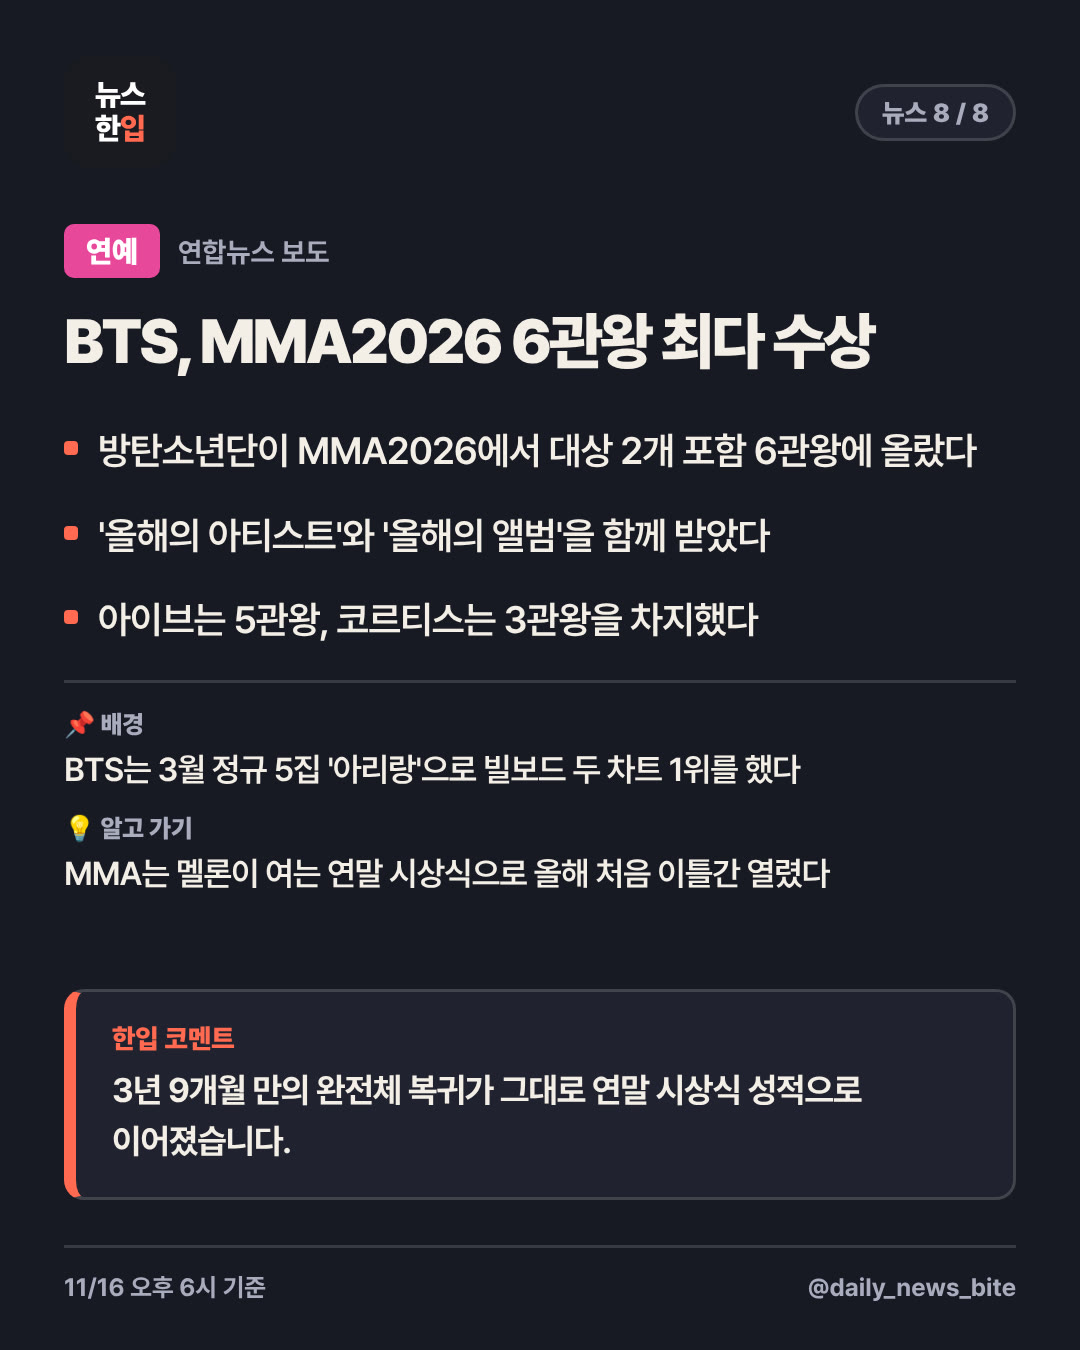 뉴스
한입
뉴스 8 / 8
연예 연합뉴스 보도
BTS, MMA2026 6관왕 최다 수상
방탄소년단이 MMA2026에서 대상 2개 포함 6관왕에 올랐다
'올해의 아티스트'와 '올해의 앨범'을 함께 받았다
아이브는 5관왕, 코르티스는 3관왕을 차지했다
📌 배경
BTS는 3월 정규 5집 '아리랑'으로 빌보드 두 차트 1위를 했다
💡 알고 가기
MMA는 멜론이 여는 연말 시상식으로 올해 처음 이틀간 열렸다
한입 코멘트
3년 9개월 만의 완전체 복귀가 그대로 연말 시상식 성적으로
이어졌습니다.
11/16 오후 6시 기준
@daily_news_bite